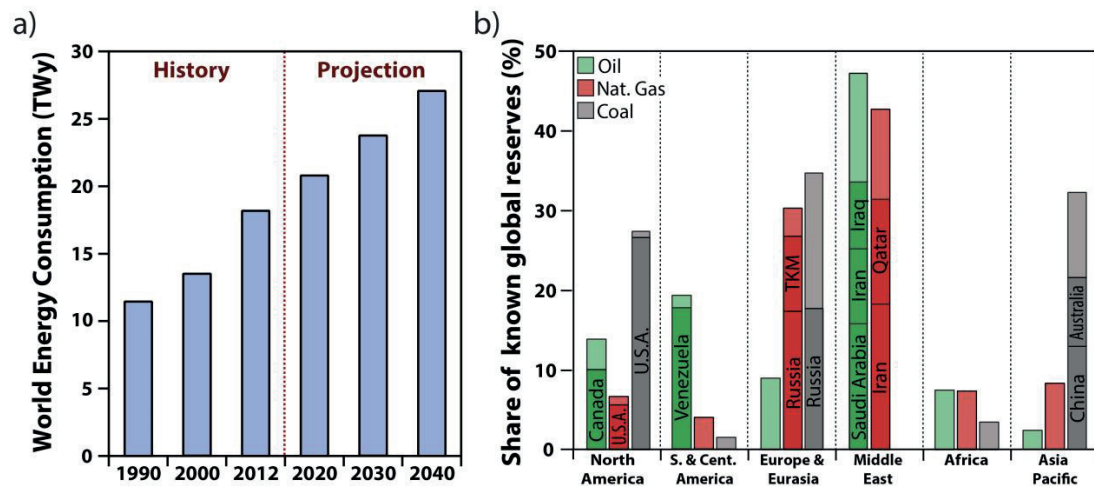 a)
World Energy Consumption (TWy)
30
25
20
15
10
5
0
History
Projection
1990 2000 2012 2020 2030 2040
b)
Share of known global reserves (%)
50
40
30
20
10
0
Oil
Nat. Gas
Coal
Canada
U.S.A.
U.S.A.
Venezuela
Russia
TKM
Russia
Saudi Arabia
Iran
Iraq
Iran
Qatar
China
Australia
North
America
S. & Cent.
America
Europe &
Eurasia
Middle
East
Africa
Asia
Pacific